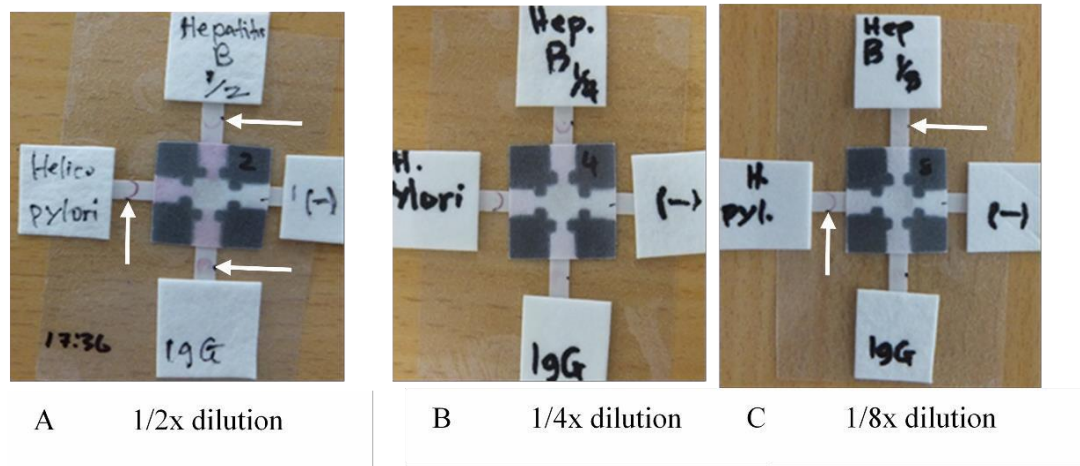 Hepatitis
B
1/2
2
Helico
pylori
(-)
IgG
17:36
Hep.
B
1/4
4
H.
Pylori
(-)
IgG
Hep
B 1/8
8
H.
pyl.
(-)
IgG
A 1/2x dilution
B 1/4x dilution
C 1/8x dilution